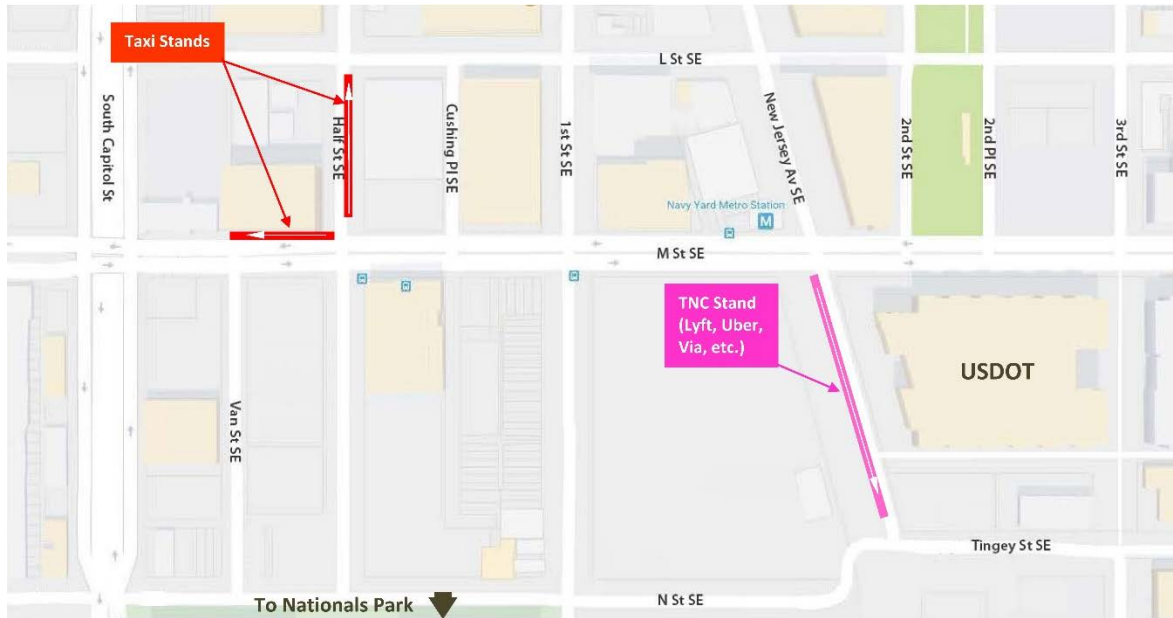 Taxi Stands
L St SE
South Capitol St
Half St SE
Cushing Pl SE
1st St SE
New Jersey Av SE
2nd St SE
2nd Pl SE
3rd St SE
Navy Yard Metro Station
M
M St SE
TNC Stand
(Lyft, Uber,
Via, etc.)
USDOT
Van St SE
Tingey St SE
To Nationals Park
N St SE